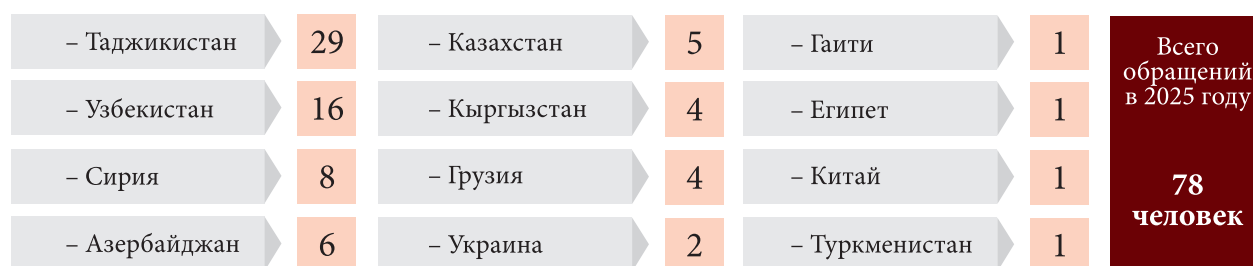 – Таджикистан 29
– Узбекистан 16
– Сирия 8
– Азербайджан 6
– Казахстан 5
– Кыргызстан 4
– Грузия 4
– Украина 2
– Гаити 1
– Египет 1
– Китай 1
– Туркменистан 1
Всего
обращений
в 2025 году
78
человек